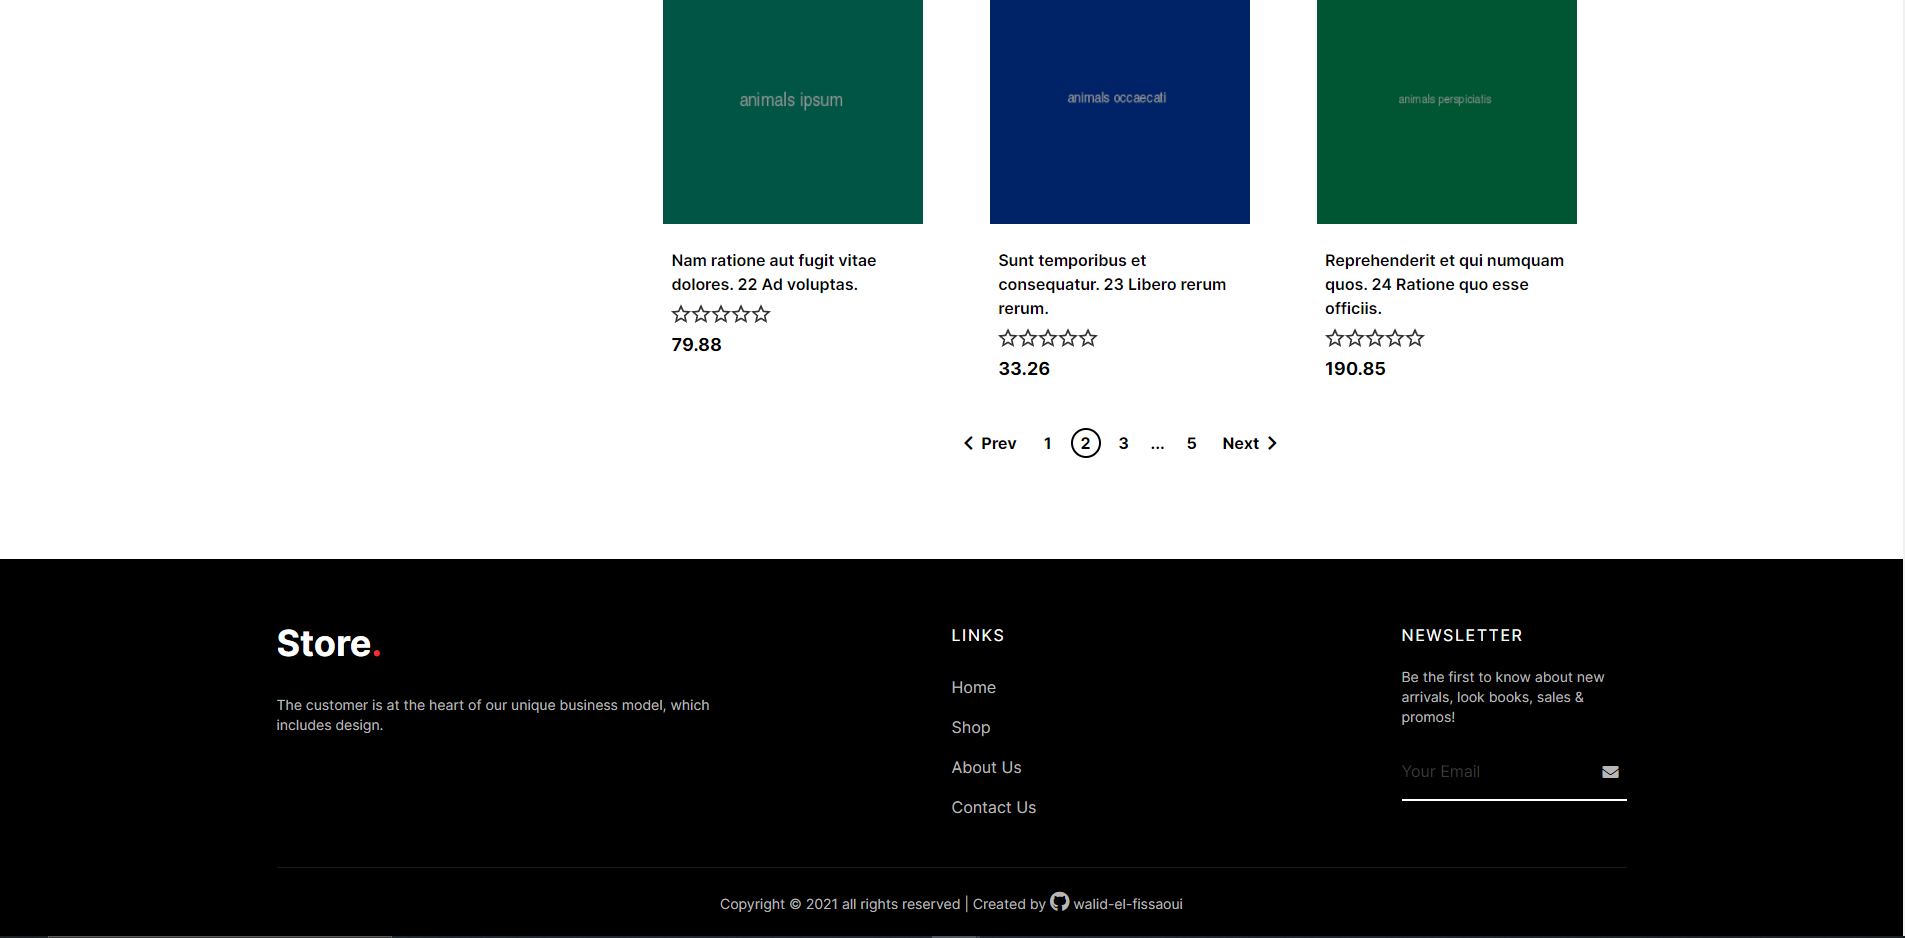 animals ipsum
animals occaecati
animals perspiciatis
Nam ratione aut fugit vitae
dolores. 22 Ad voluptas.
79.88
Sunt temporibus et
consequatur. 23 Libero rerum
rerum.
33.26
Reprehenderit et qui numquam
quos. 24 Ratione quo esse
officiis.
190.85
Prev 1 2 3 ... 5 Next
Store.
The customer is at the heart of our unique business model, which
includes design.
LINKS
Home
Shop
About Us
Contact Us
NEWSLETTER
Be the first to know about new
arrivals, look books, sales &
promos!
Your Email
Copyright © 2021 all rights reserved | Created by walid-el-fissaoui